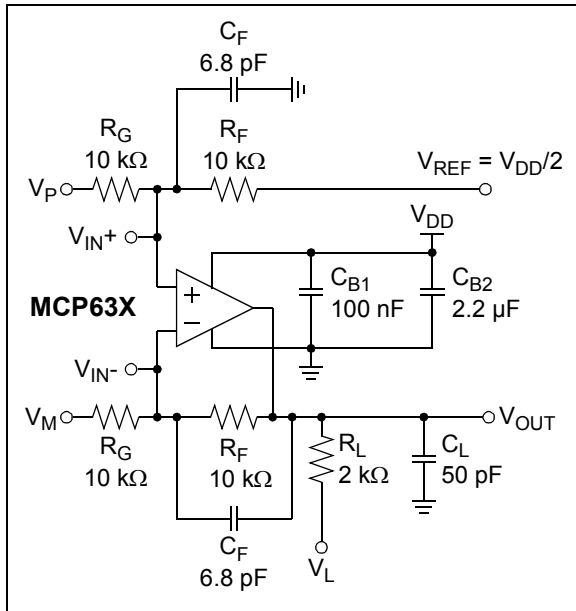 C_F
6.8 pF
R_G
10 kΩ
R_F
10 kΩ
V_REF = V_DD/2
V_P
V_DD
V_IN+
C_B1
100 nF
C_B2
2.2 µF
MCP63X
+
–
V_IN-
V_M
V_OUT
R_G
10 kΩ
R_F
10 kΩ
R_L
2 kΩ
C_L
50 pF
C_F
6.8 pF
V_L